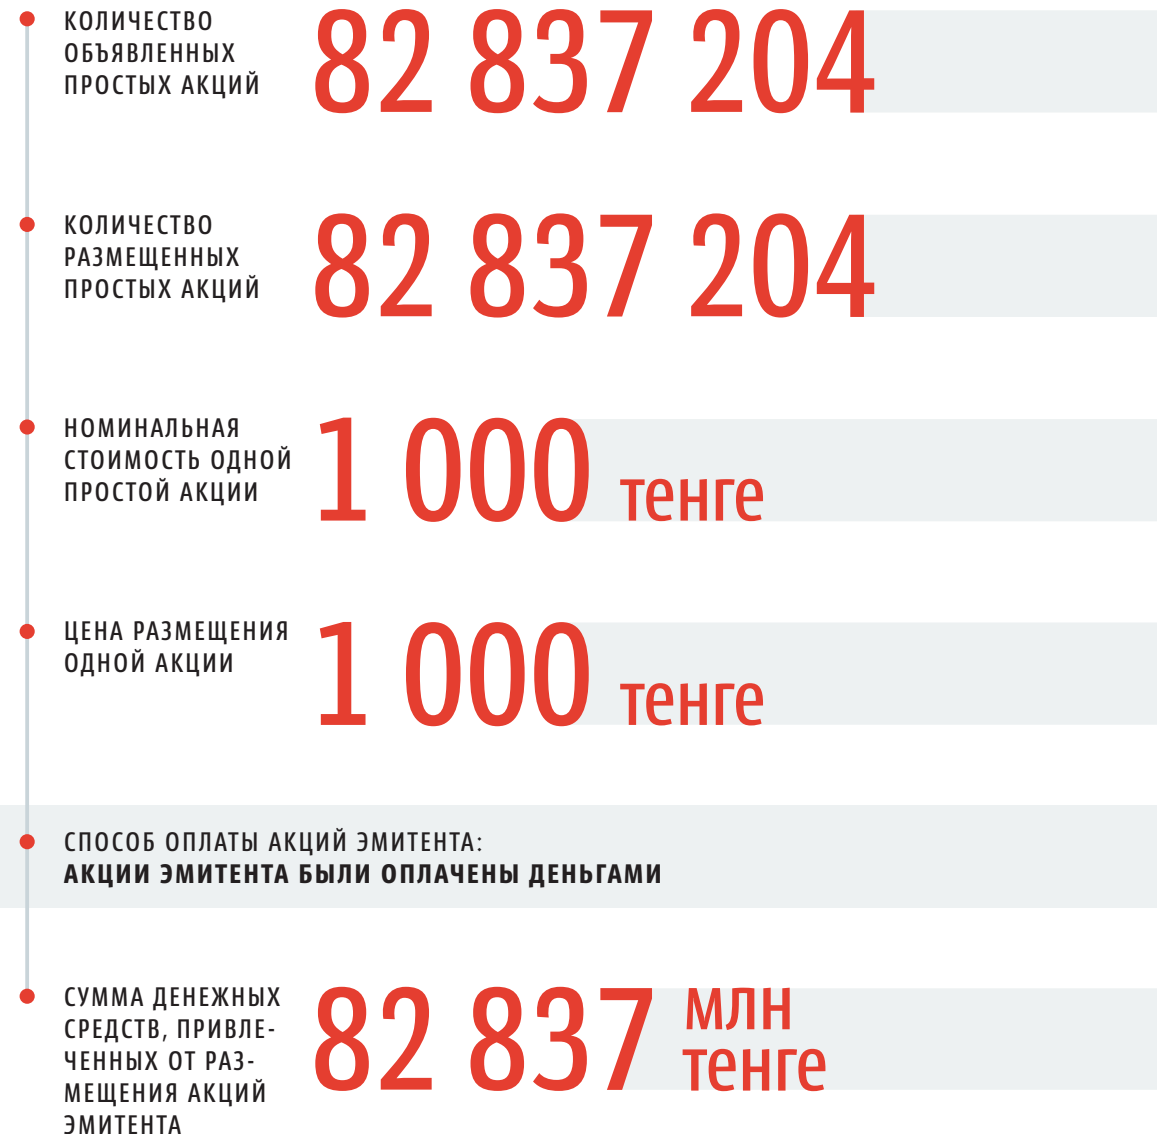 КОЛИЧЕСТВО
ОБЪЯВЛЕННЫХ
ПРОСТЫХ АКЦИЙ
82 837 204
КОЛИЧЕСТВО
РАЗМЕЩЕННЫХ
ПРОСТЫХ АКЦИЙ
82 837 204
НОМИНАЛЬНАЯ
СТОИМОСТЬ ОДНОЙ
ПРОСТОЙ АКЦИИ
1 000 тенге
ЦЕНА РАЗМЕЩЕНИЯ
ОДНОЙ АКЦИИ
1 000 тенге
СПОСОБ ОПЛАТЫ АКЦИЙ ЭМИТЕНТА:
АКЦИИ ЭМИТЕНТА БЫЛИ ОПЛАЧЕНЫ ДЕНЬГАМИ
СУММА ДЕНЕЖНЫХ
СРЕДСТВ, ПРИВЛЕ-
ЧЕННЫХ ОТ РАЗ-
МЕЩЕНИЯ АКЦИЙ
ЭМИТЕНТА
82 837 млн
тенге